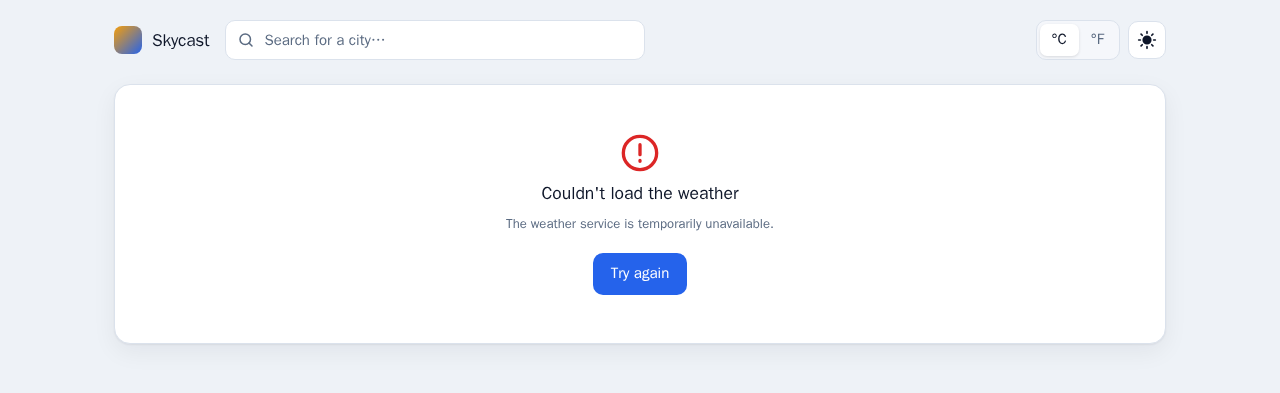 Skycast
Search for a city…
°C
°F
Couldn't load the weather
The weather service is temporarily unavailable.
Try again